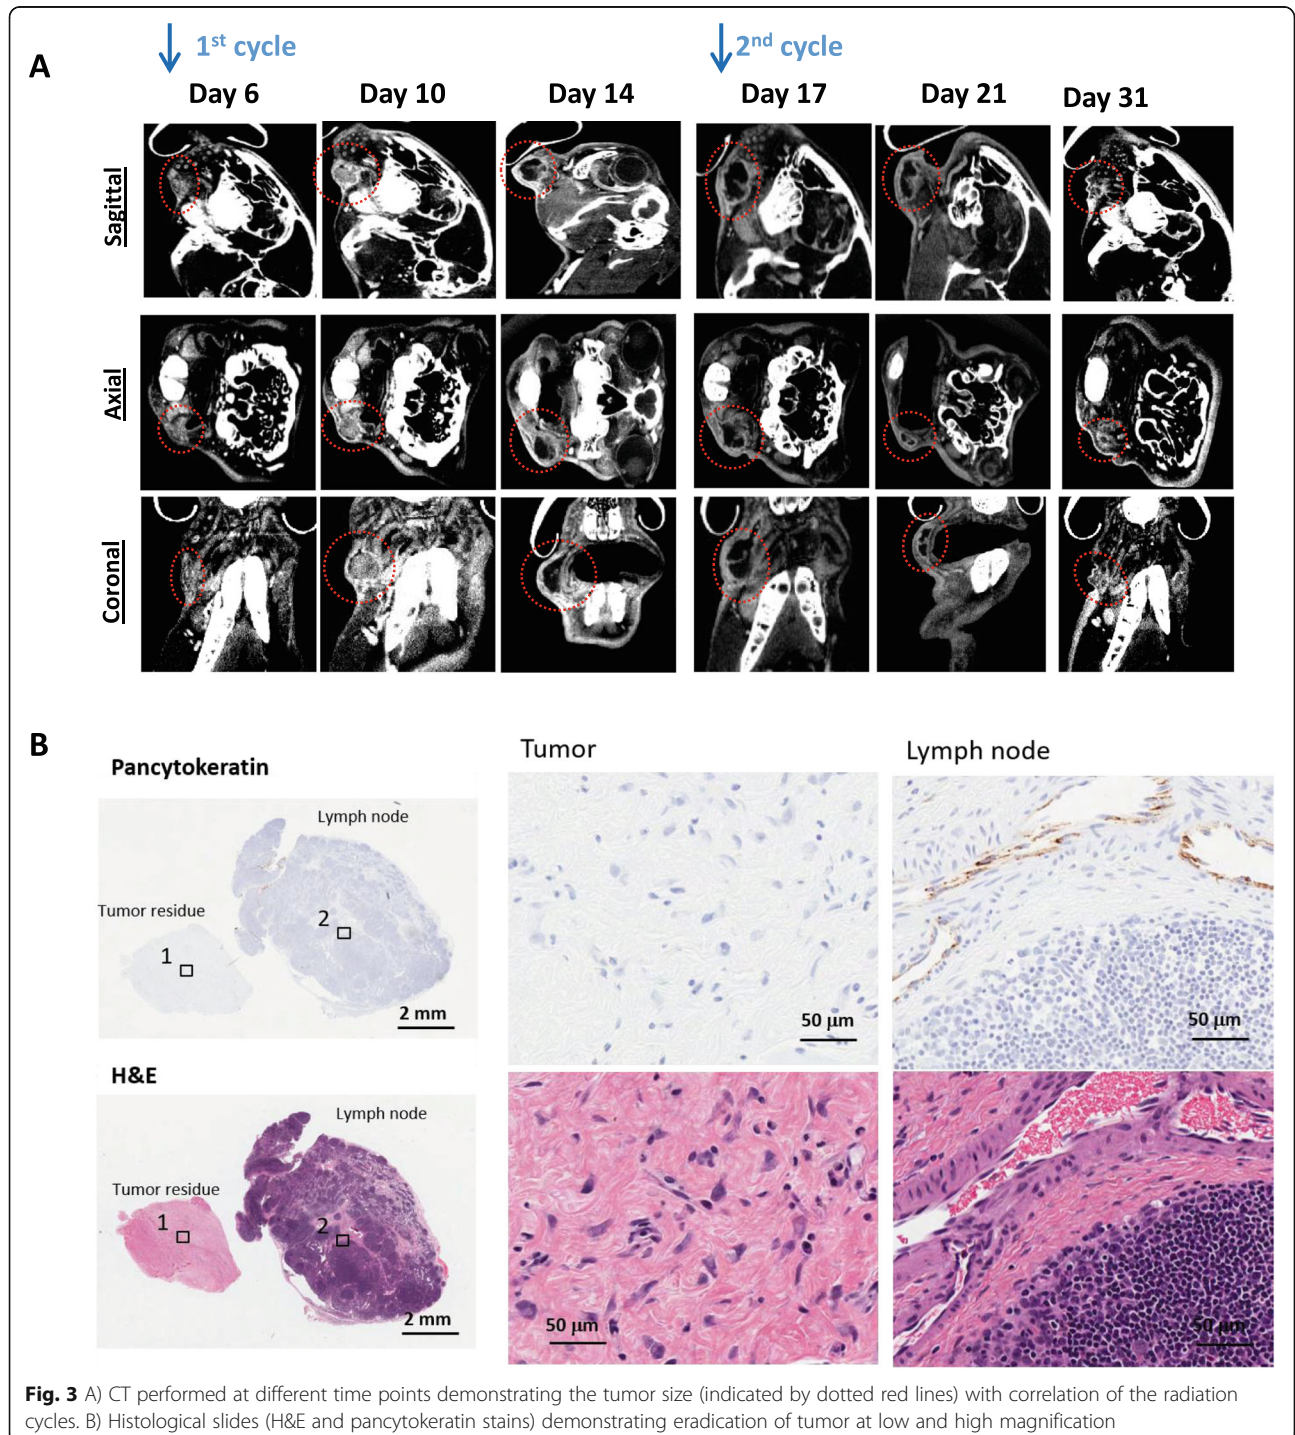 1st cycle
2nd cycle
A
Day 6
Day 10
Day 14
Day 17
Day 21
Day 31
Sagittal
Axial
Coronal
B
Pancytokeratin
Tumor
Lymph node
Lymph node
Tumor residue
1
2
2 mm
50 µm
50 µm
H&E
Lymph node
Tumor residue
1
2
2 mm
50 µm
50 µm
Fig. 3 A) CT performed at different time points demonstrating the tumor size (indicated by dotted red lines) with correlation of the radiation
cycles. B) Histological slides (H&E and pancytokeratin stains) demonstrating eradication of tumor at low and high magnification